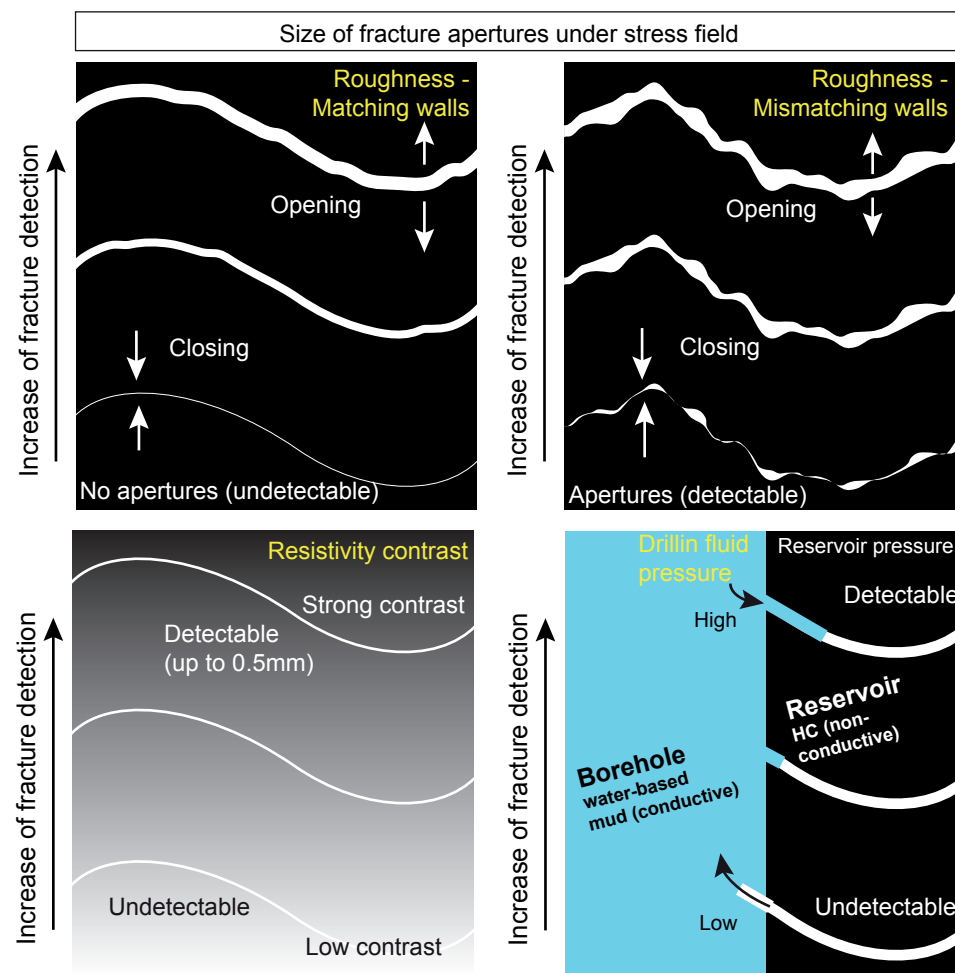 Size of fracture apertures under stress field
Increase of fracture detection
Roughness -
Matching walls
Opening
Closing
No apertures (undetectable)
Increase of fracture detection
Roughness -
Mismatching walls
Opening
Closing
Apertures (detectable)
Increase of fracture detection
Resistivity contrast
Strong contrast
Detectable
(up to 0.5mm)
Undetectable
Low contrast
Increase of fracture detection
Drillin fluid
pressure
Reservoir pressure
High
Detectable
Reservoir
HC (non-
conductive)
Borehole
water-based
mud (conductive)
Low
Undetectable